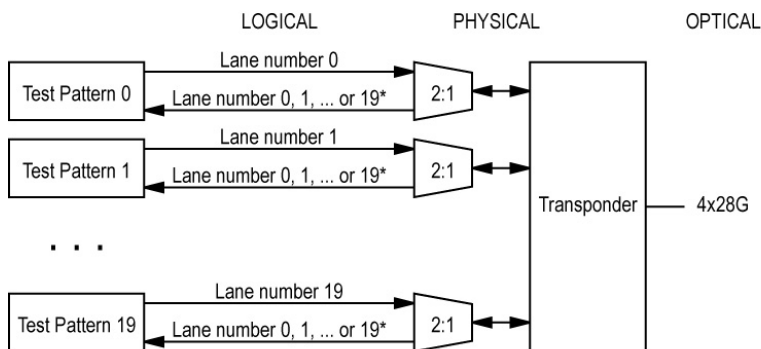 LOGICAL PHYSICAL OPTICAL
Lane number 0
Test Pattern 0
Lane number 0, 1, ... or 19*
2:1
Lane number 1
Test Pattern 1
Lane number 0, 1, ... or 19*
2:1
Transponder
4x28G
. . .
Lane number 19
Test Pattern 19
Lane number 0, 1, ... or 19*
2:1